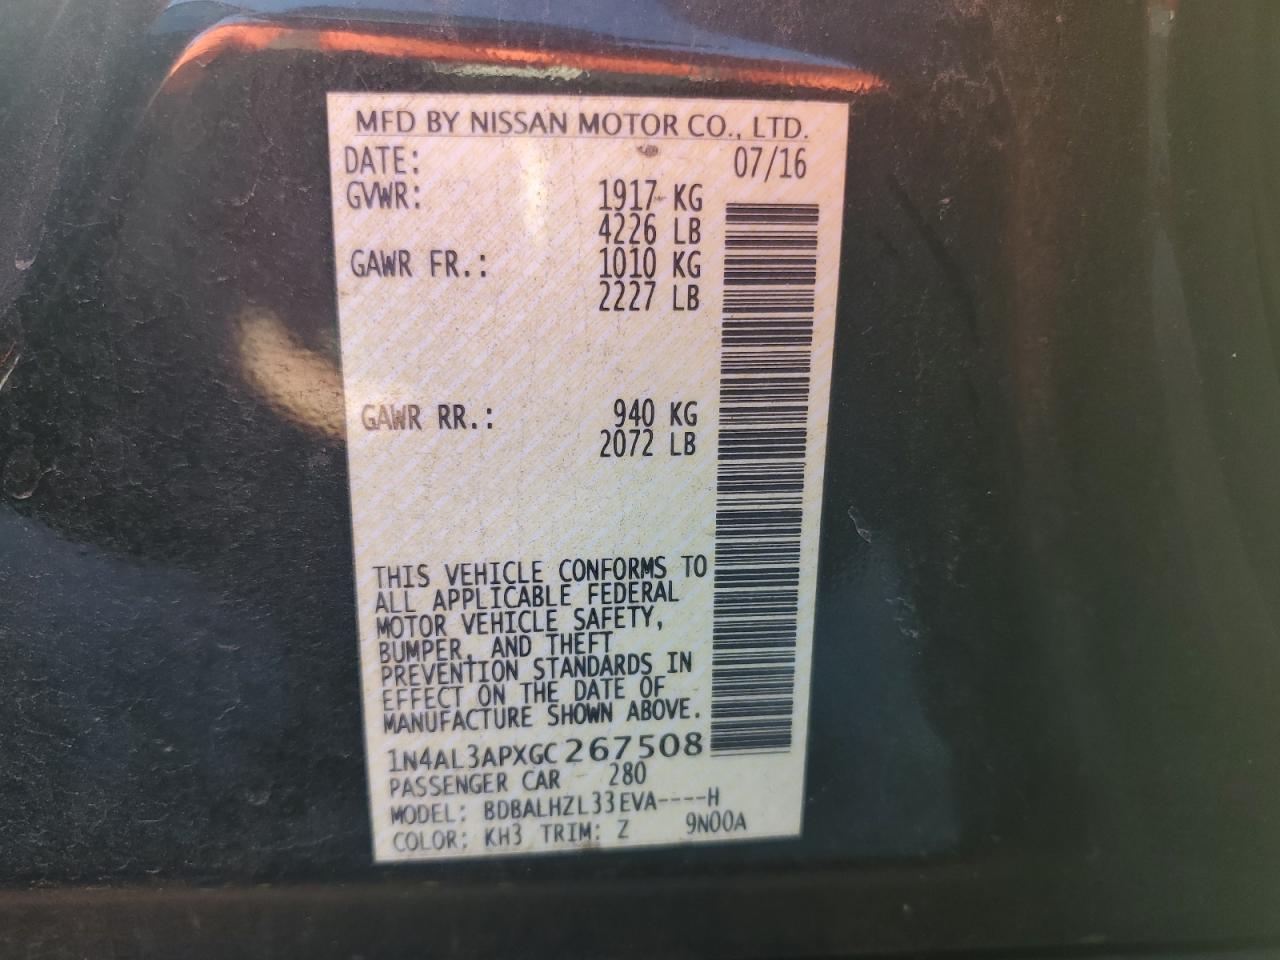 MFD BY NISSAN MOTOR CO., LTD.
DATE: 07/16
GVWR: 1917 KG
4226 LB
GAWR FR.: 1010 KG
2227 LB
GAWR RR.: 940 KG
2072 LB
THIS VEHICLE CONFORMS TO
ALL APPLICABLE FEDERAL
MOTOR VEHICLE SAFETY,
BUMPER, AND THEFT
PREVENTION STANDARDS IN
EFFECT ON THE DATE OF
MANUFACTURE SHOWN ABOVE.
1N4AL3APXGC267508
PASSENGER CAR 280
MODEL: BDBALHZL33EVA----H
COLOR: KH3 TRIM: Z 9N00A